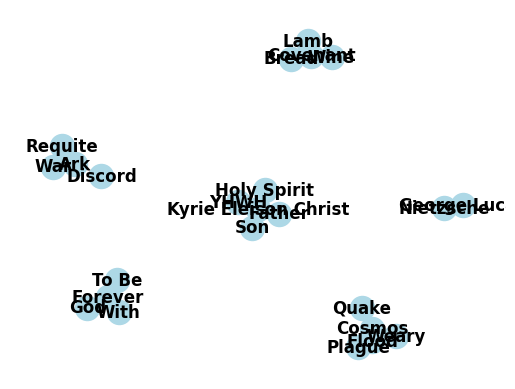 Lamb
Covenant
Bread
Wine
Requite
War
Ark
Discord
Holy Spirit
YHWH
Kyrie Eleison Christ
Father
Son
George Luc
Nietzsche
To Be
Forever
God
With
Quake
Cosmos
Weary
Flood
Plague